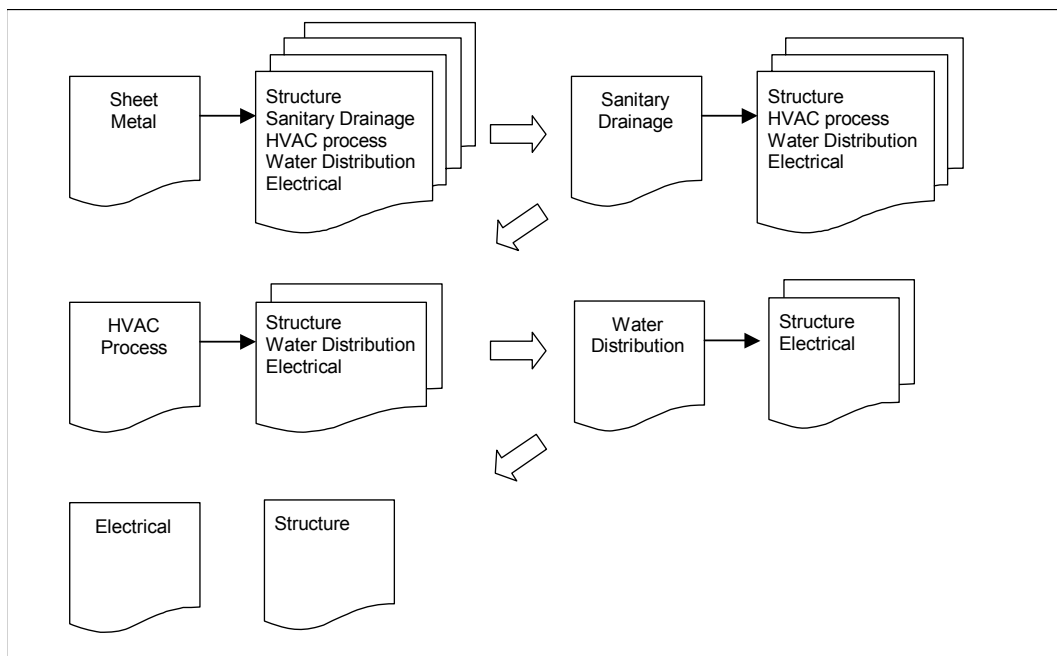 Sheet
Metal
Structure
Sanitary Drainage
HVAC process
Water Distribution
Electrical
Sanitary
Drainage
Structure
HVAC process
Water Distribution
Electrical
HVAC
Process
Structure
Water Distribution
Electrical
Water
Distribution
Structure
Electrical
Electrical
Structure